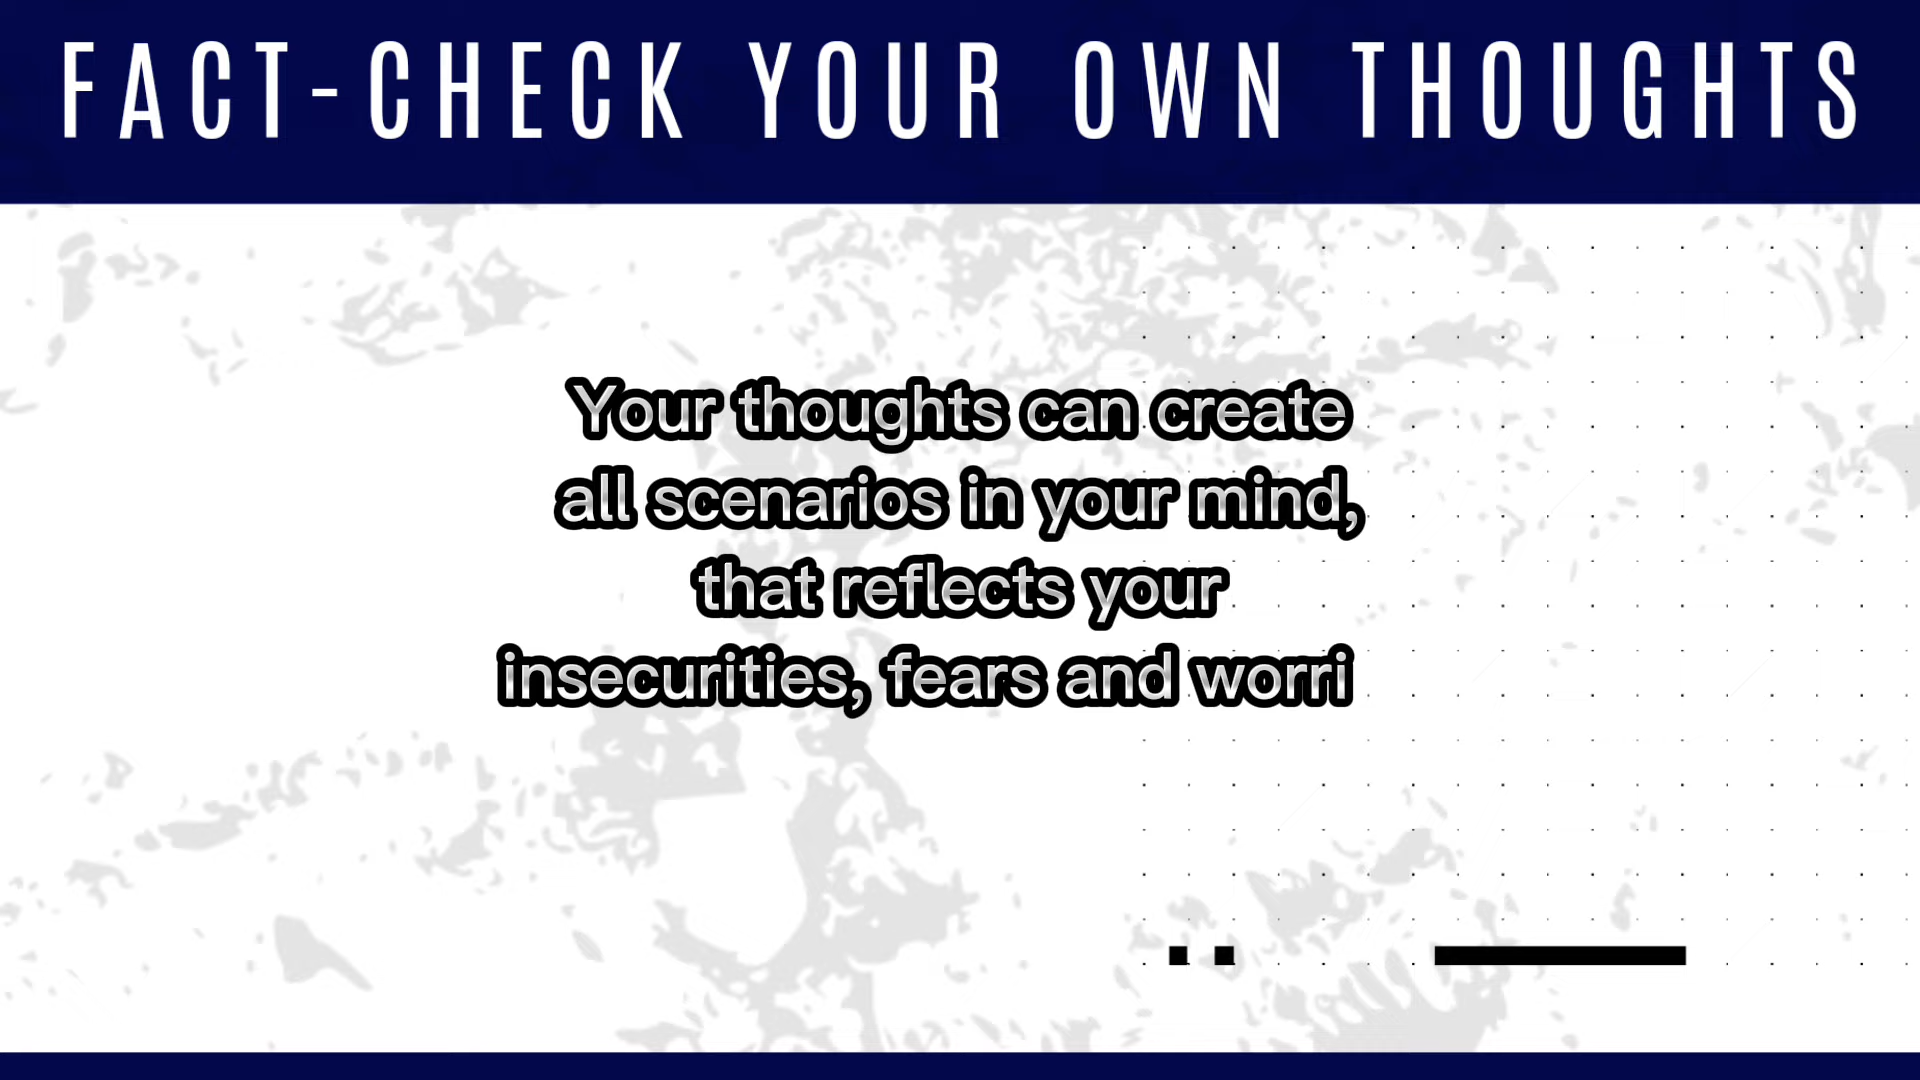 FACT-CHECK YOUR OWN THOUGHTS
Your thoughts can create
all scenarios in your mind,
that reflects your
insecurities, fears and worri